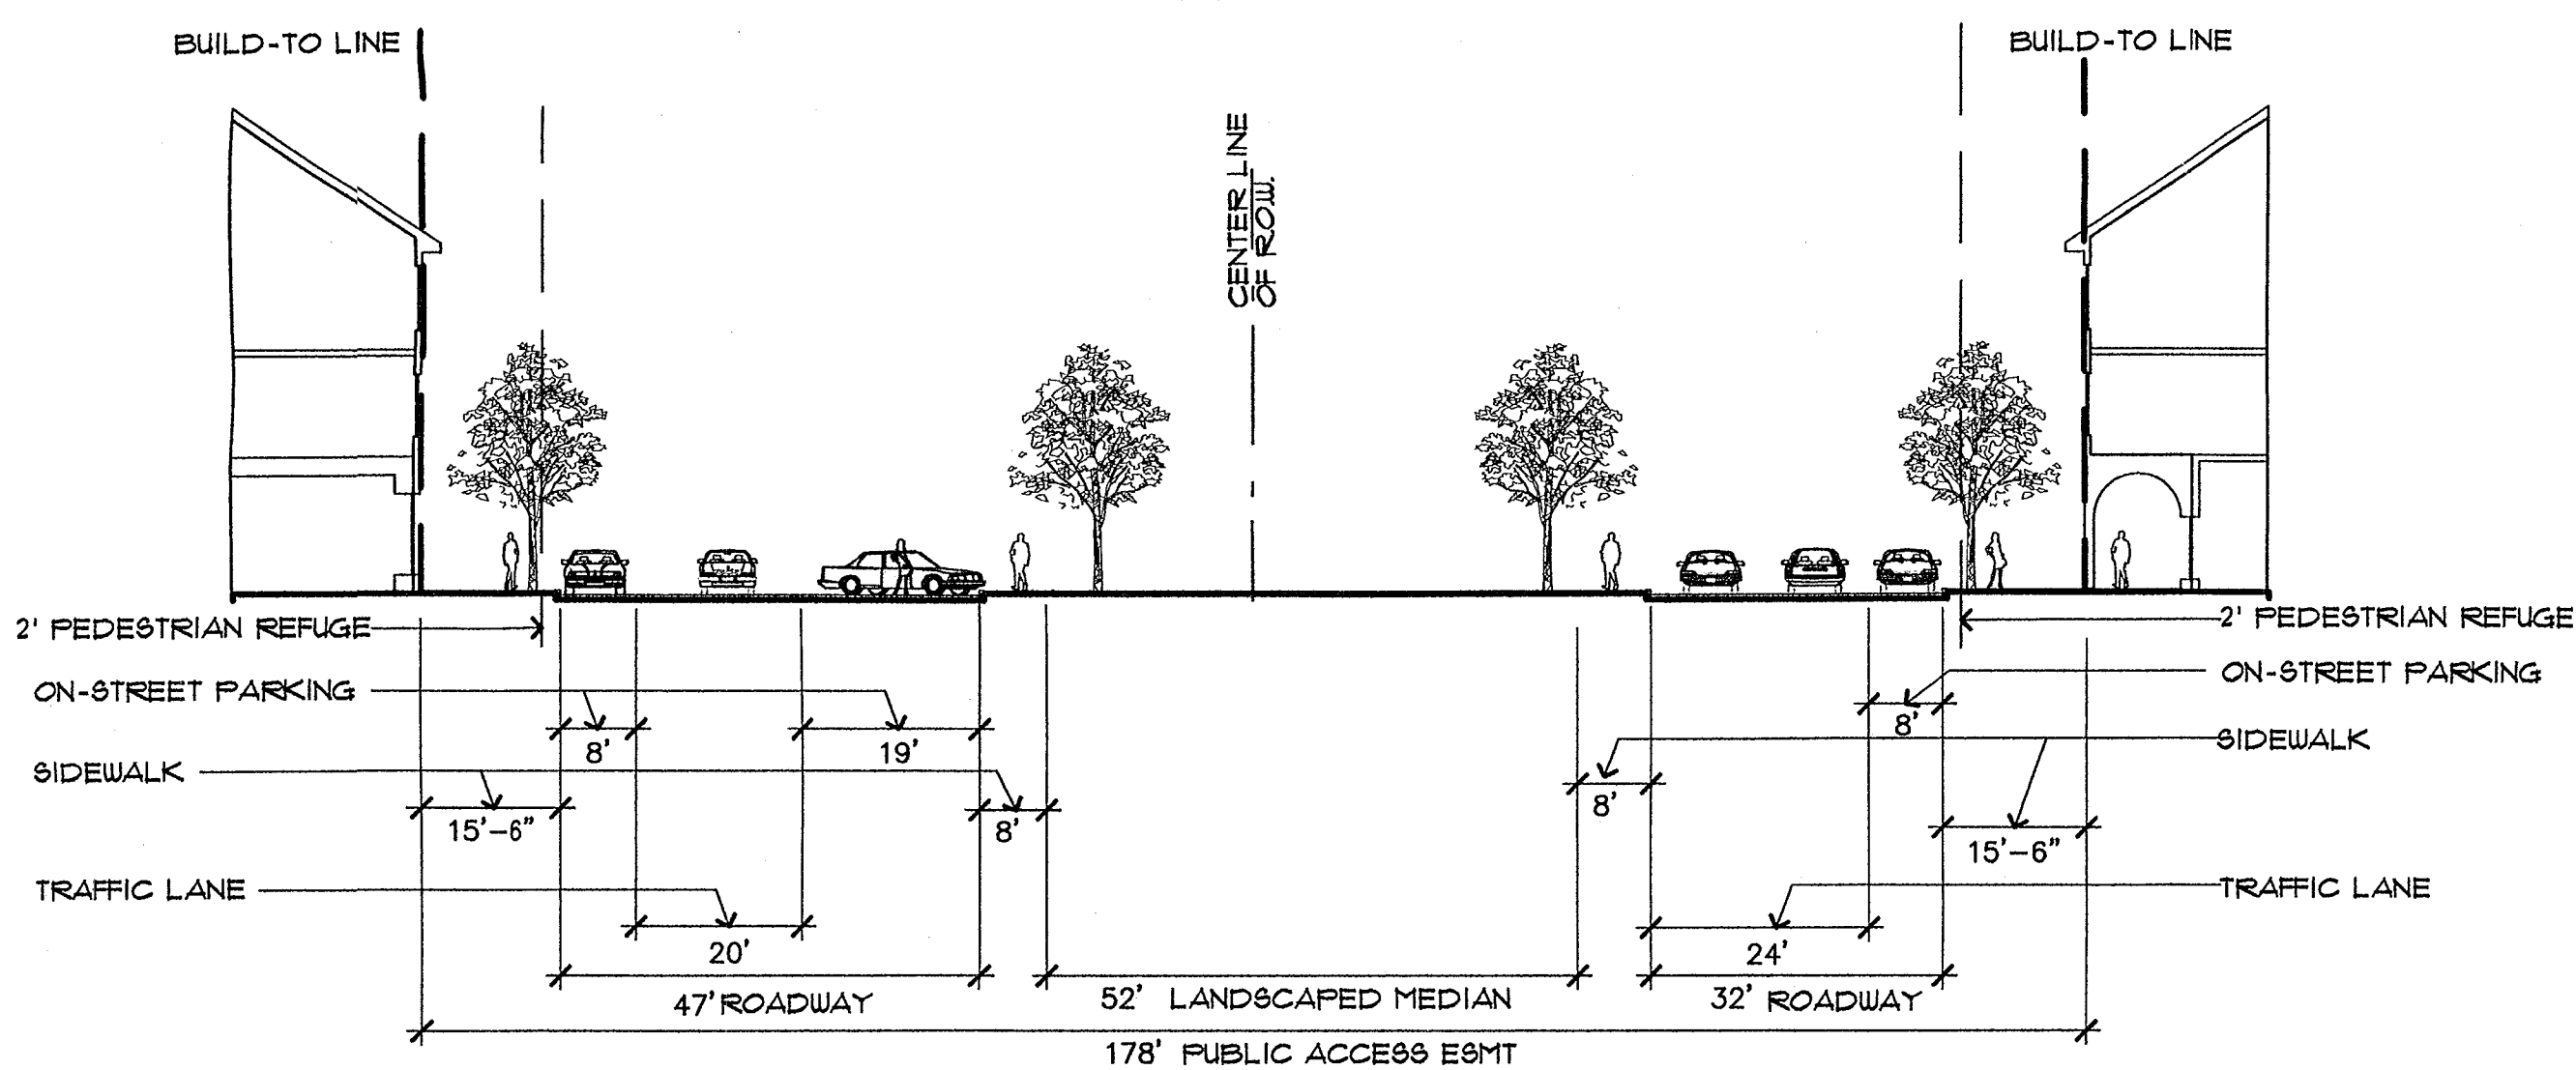 BUILD-TO LINE
BUILD-TO LINE
CENTER LINE
OF R.O.W.
2' PEDESTRIAN REFUGE
2' PEDESTRIAN REFUGE
ON-STREET PARKING
ON-STREET PARKING
8'
19'
8'
SIDEWALK
SIDEWALK
15'-6"
8'
8'
15'-6"
TRAFFIC LANE
TRAFFIC LANE
20'
24'
47' ROADWAY
52' LANDSCAPED MEDIAN
32' ROADWAY
178' PUBLIC ACCESS ESMT